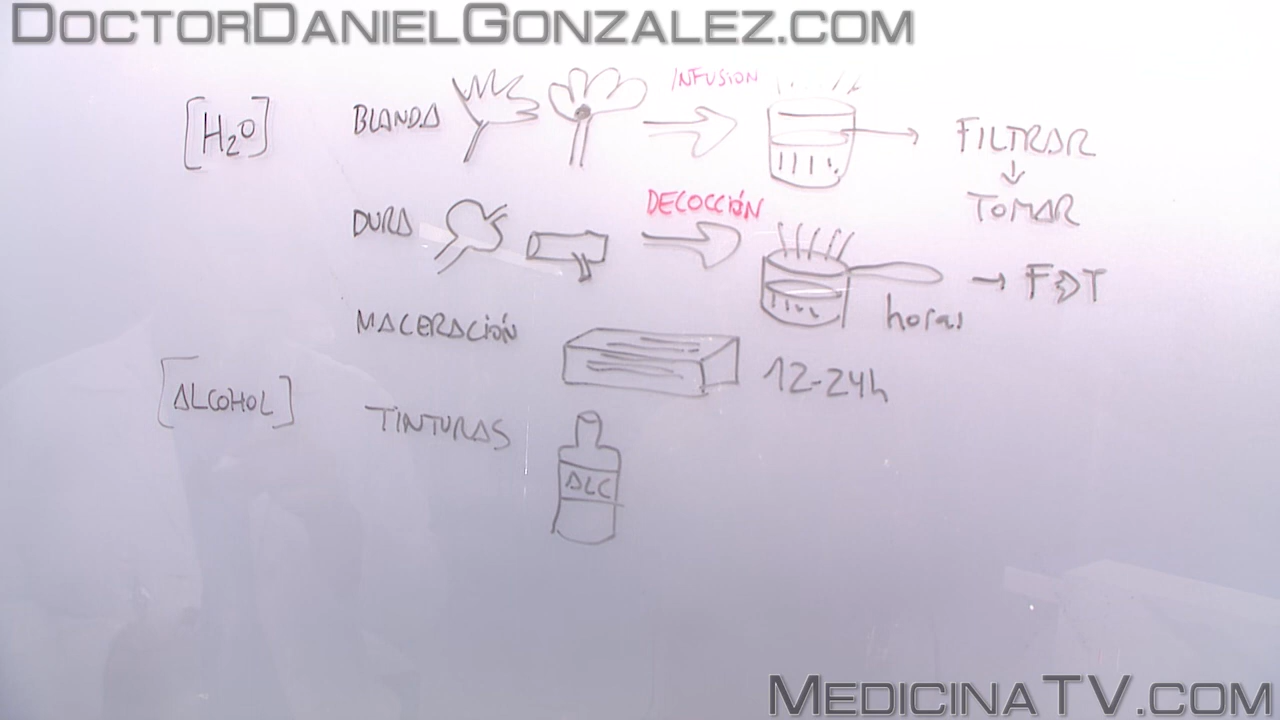 DOCTORDANIELGONZALEZ.COM
[H2O]
BLANDA
INFUSION
FILTRAR
TOMAR
DURA
DECOCCIÓN
horas
F→T
MACERACIÓN
12-24h
[ALCOHOL]
TINTURAS
ALC
MEDICINATV.COM